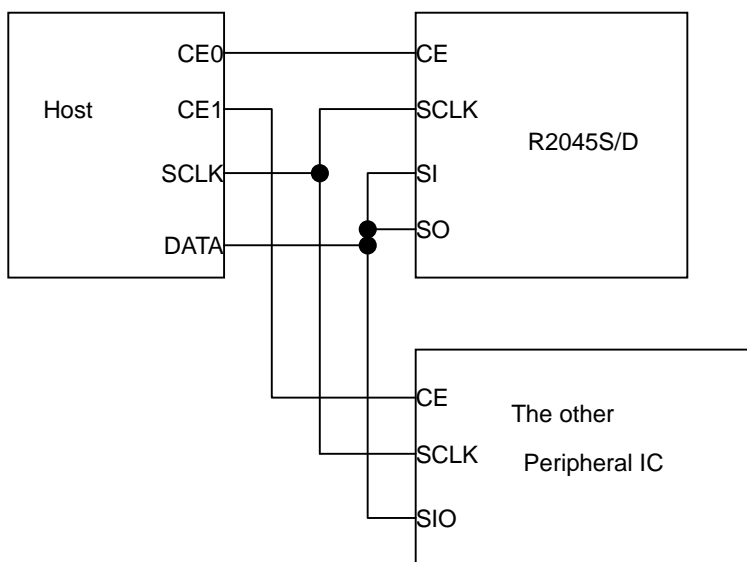 Host
CE0
CE1
SCLK
DATA
CE
SCLK
SI
SO
R2045S/D
CE
SCLK
SIO
The other
Peripheral IC